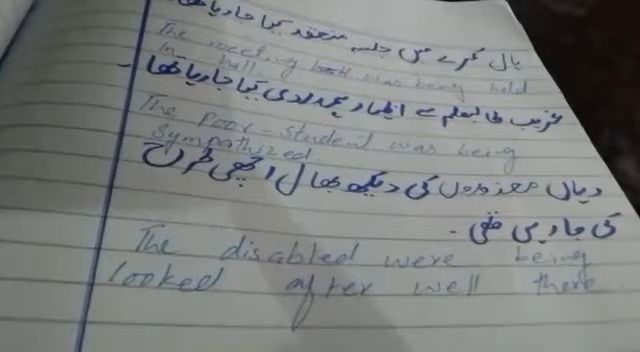 ہال کمرے میں جلسہ منعقد کیا جا رہا تھا۔
The meeting was being held
In hall
غریب طالبعلم سے اظہار ہمدردی کیا جا رہا تھا۔
The poor-student was being
sympathized.
وہاں معذوروں کی دیکھ بھال اچھی طرح
کی جا رہی تھی۔
The disabled were being
looked after well there